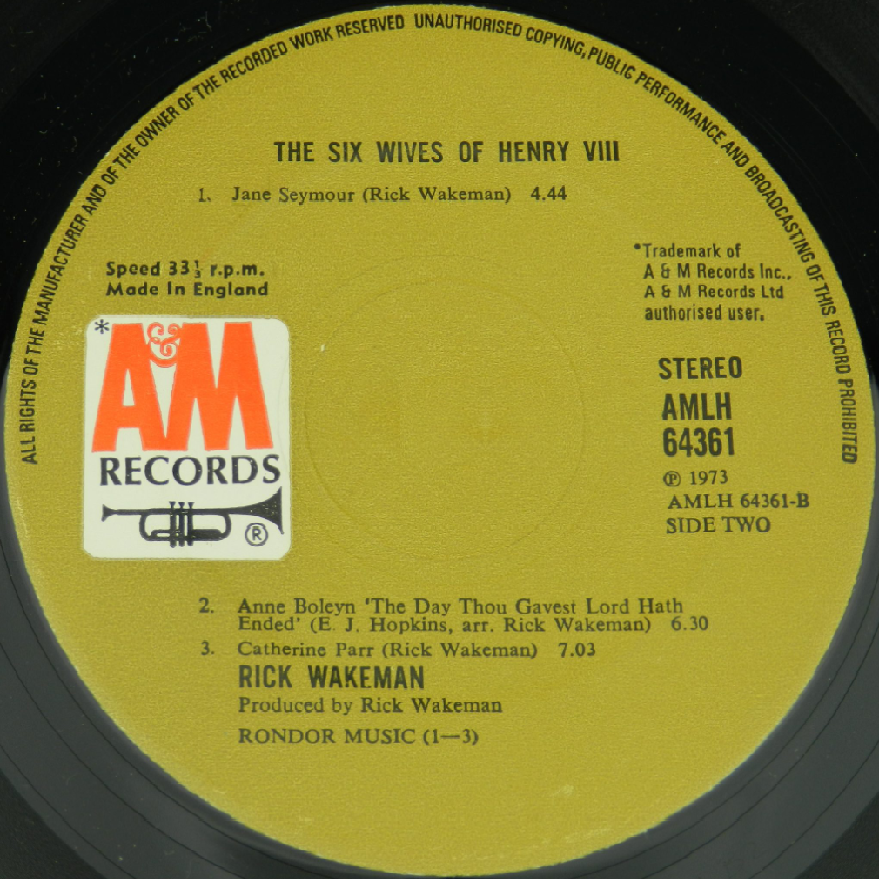 ALL RIGHTS OF THE MANUFACTURER AND OF THE OWNER OF THE RECORDED WORK RESERVED UNAUTHORISED COPYING, PUBLIC PERFORMANCE AND BROADCASTING OF THIS RECORD PROHIBITED
THE SIX WIVES OF HENRY VIII
1. Jane Seymour (Rick Wakeman) 4.44
Speed 33⅓ r.p.m.
Made In England
*Trademark of
A & M Records Inc.,
A & M Records Ltd
authorised user.
*
A&M
RECORDS
®
STEREO
AMLH
64361
℗ 1973
AMLH 64361-B
SIDE TWO
2. Anne Boleyn 'The Day Thou Gavest Lord Hath
Ended' (E. J. Hopkins, arr. Rick Wakeman) 6.30
3. Catherine Parr (Rick Wakeman) 7.03
RICK WAKEMAN
Produced by Rick Wakeman
RONDOR MUSIC (1—3)